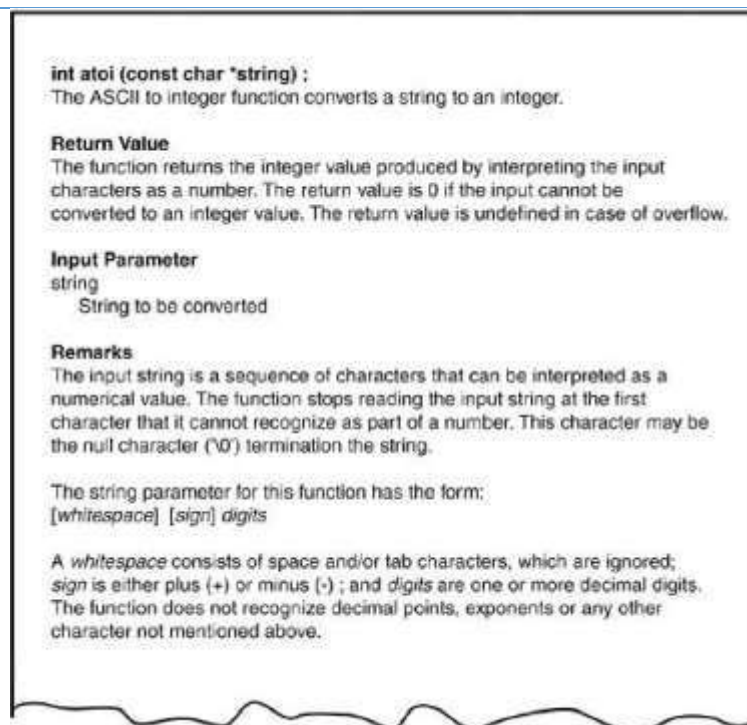 int atoi (const char *string) ;
The ASCII to integer function converts a string to an integer.
Return Value
The function returns the integer value produced by interpreting the input
characters as a number. The return value is 0 if the input cannot be
converted to an integer value. The return value is undefined in case of overflow.
Input Parameter
string
String to be converted
Remarks
The input string is a sequence of characters that can be interpreted as a
numerical value. The function stops reading the input string at the first
character that it cannot recognize as part of a number. This character may be
the null character ('\0') termination the string.
The string parameter for this function has the form:
[whitespace] [sign] digits
A whitespace consists of space and/or tab characters, which are ignored;
sign is either plus (+) or minus (-) ; and digits are one or more decimal digits.
The function does not recognize decimal points, exponents or any other
character not mentioned above.